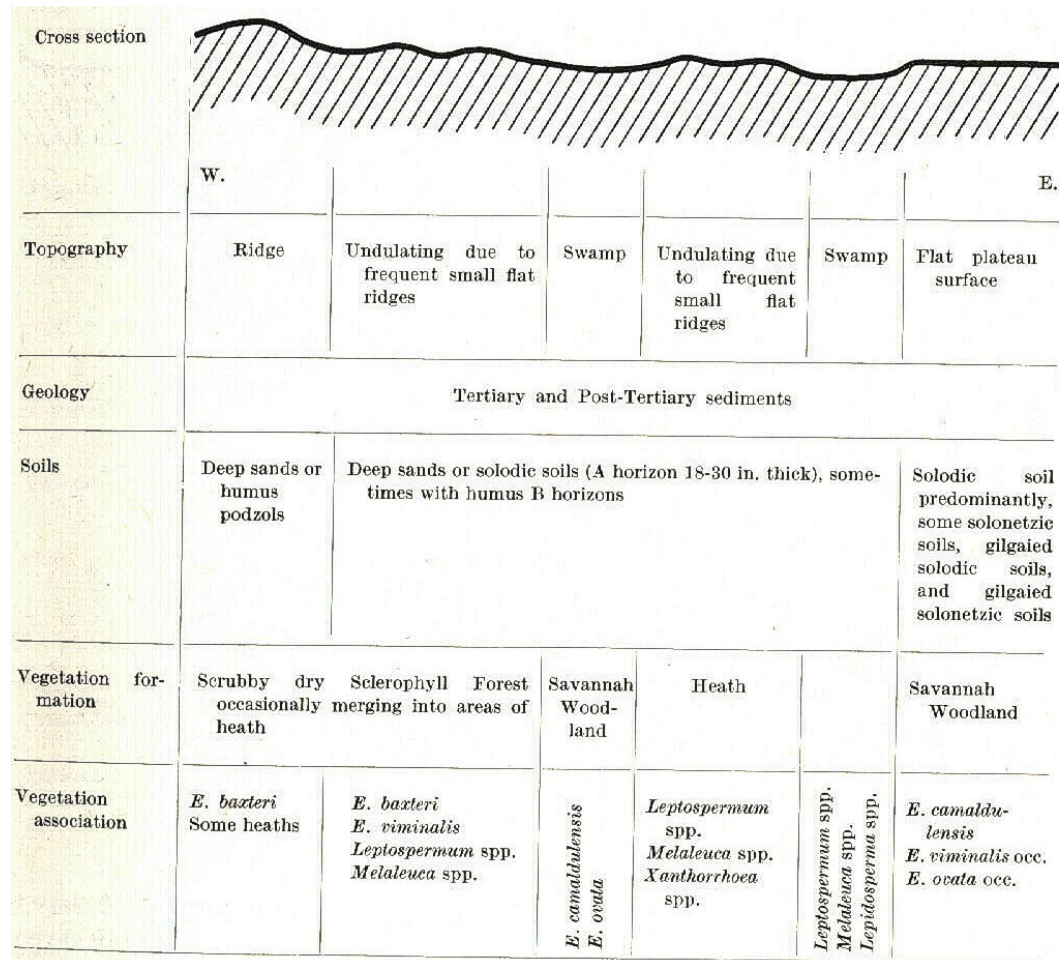 Cross section
W.
E.
Topography
Ridge
Undulating due to
frequent small flat
ridges
Swamp
Undulating due
to frequent
small flat
ridges
Swamp
Flat plateau
surface
Geology
Tertiary and Post-Tertiary sediments
Soils
Deep sands or
humus
podzols
Deep sands or solodic soils (A horizon 18-30 in. thick), some-
times with humus B horizons
Solodic soil
predominantly,
some solonetzic
soils, gilgaied
solodic soils,
and gilgaied
solonetzic soils
Vegetation for-
mation
Scrubby dry Sclerophyll Forest
occasionally merging into areas of
heath
Savannah
Wood-
land
Heath
Savannah
Woodland
Vegetation
association
E. baxteri
Some heaths
E. baxteri
E. viminalis
Leptospermum spp.
Melaleuca spp.
E. camaldulensis
E. ovata
Leptospermum
spp.
Melaleuca spp.
Xanthorrhoea
spp.
Leptospermum spp.
Melaleuca spp.
Lepidosperma spp.
E. camaldu-
lensis
E. viminalis occ.
E. ovata occ.